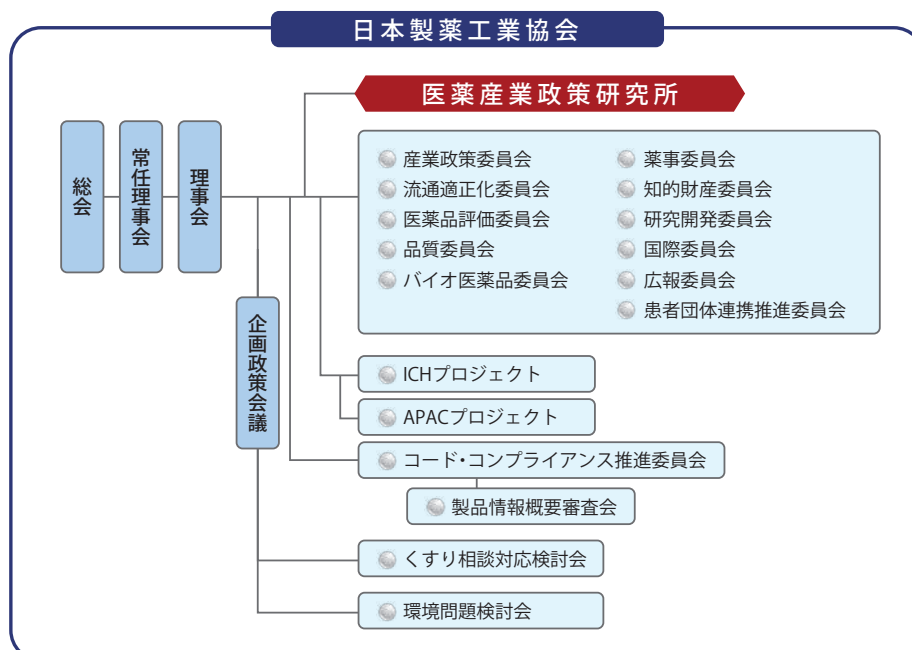 日本製薬工業協会
医薬産業政策研究所
総会
常任理事会
理事会
産業政策委員会
流通適正化委員会
医薬品評価委員会
品質委員会
バイオ医薬品委員会
薬事委員会
知的財産委員会
研究開発委員会
国際委員会
広報委員会
患者団体連携推進委員会
企画政策会議
ICHプロジェクト
APACプロジェクト
コード・コンプライアンス推進委員会
製品情報概要審査会
くすり相談対応検討会
環境問題検討会